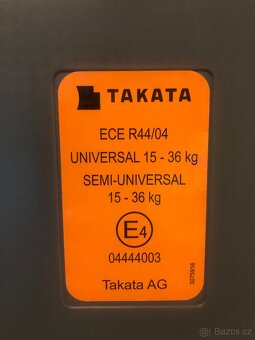 TAKATA
ECE R44/04
UNIVERSAL 15 - 36 kg
SEMI-UNIVERSAL
15 - 36 kg
E4
04444003
Takata AG
3075916
Bazos.cz